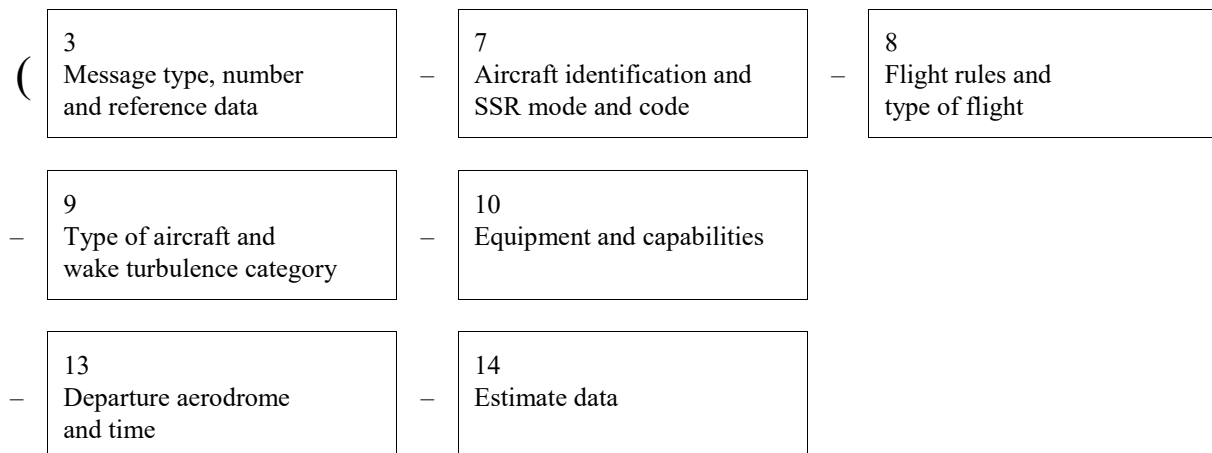 ( 3 – 7 – 8
Message type, number Aircraft identification and Flight rules and
and reference data SSR mode and code type of flight
– 9 – 10
Type of aircraft and Equipment and capabilities
wake turbulence category
– 13 – 14
Departure aerodrome Estimate data
and time